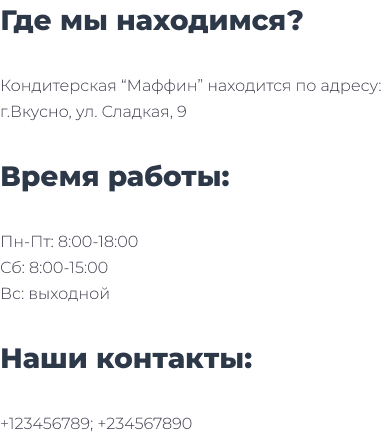 Где мы находимся?
Кондитерская “Маффин” находится по адресу:
г.Вкусно, ул. Сладкая, 9
Время работы:
Пн-Пт: 8:00-18:00
Сб: 8:00-15:00
Вс: выходной
Наши контакты:
+123456789; +234567890